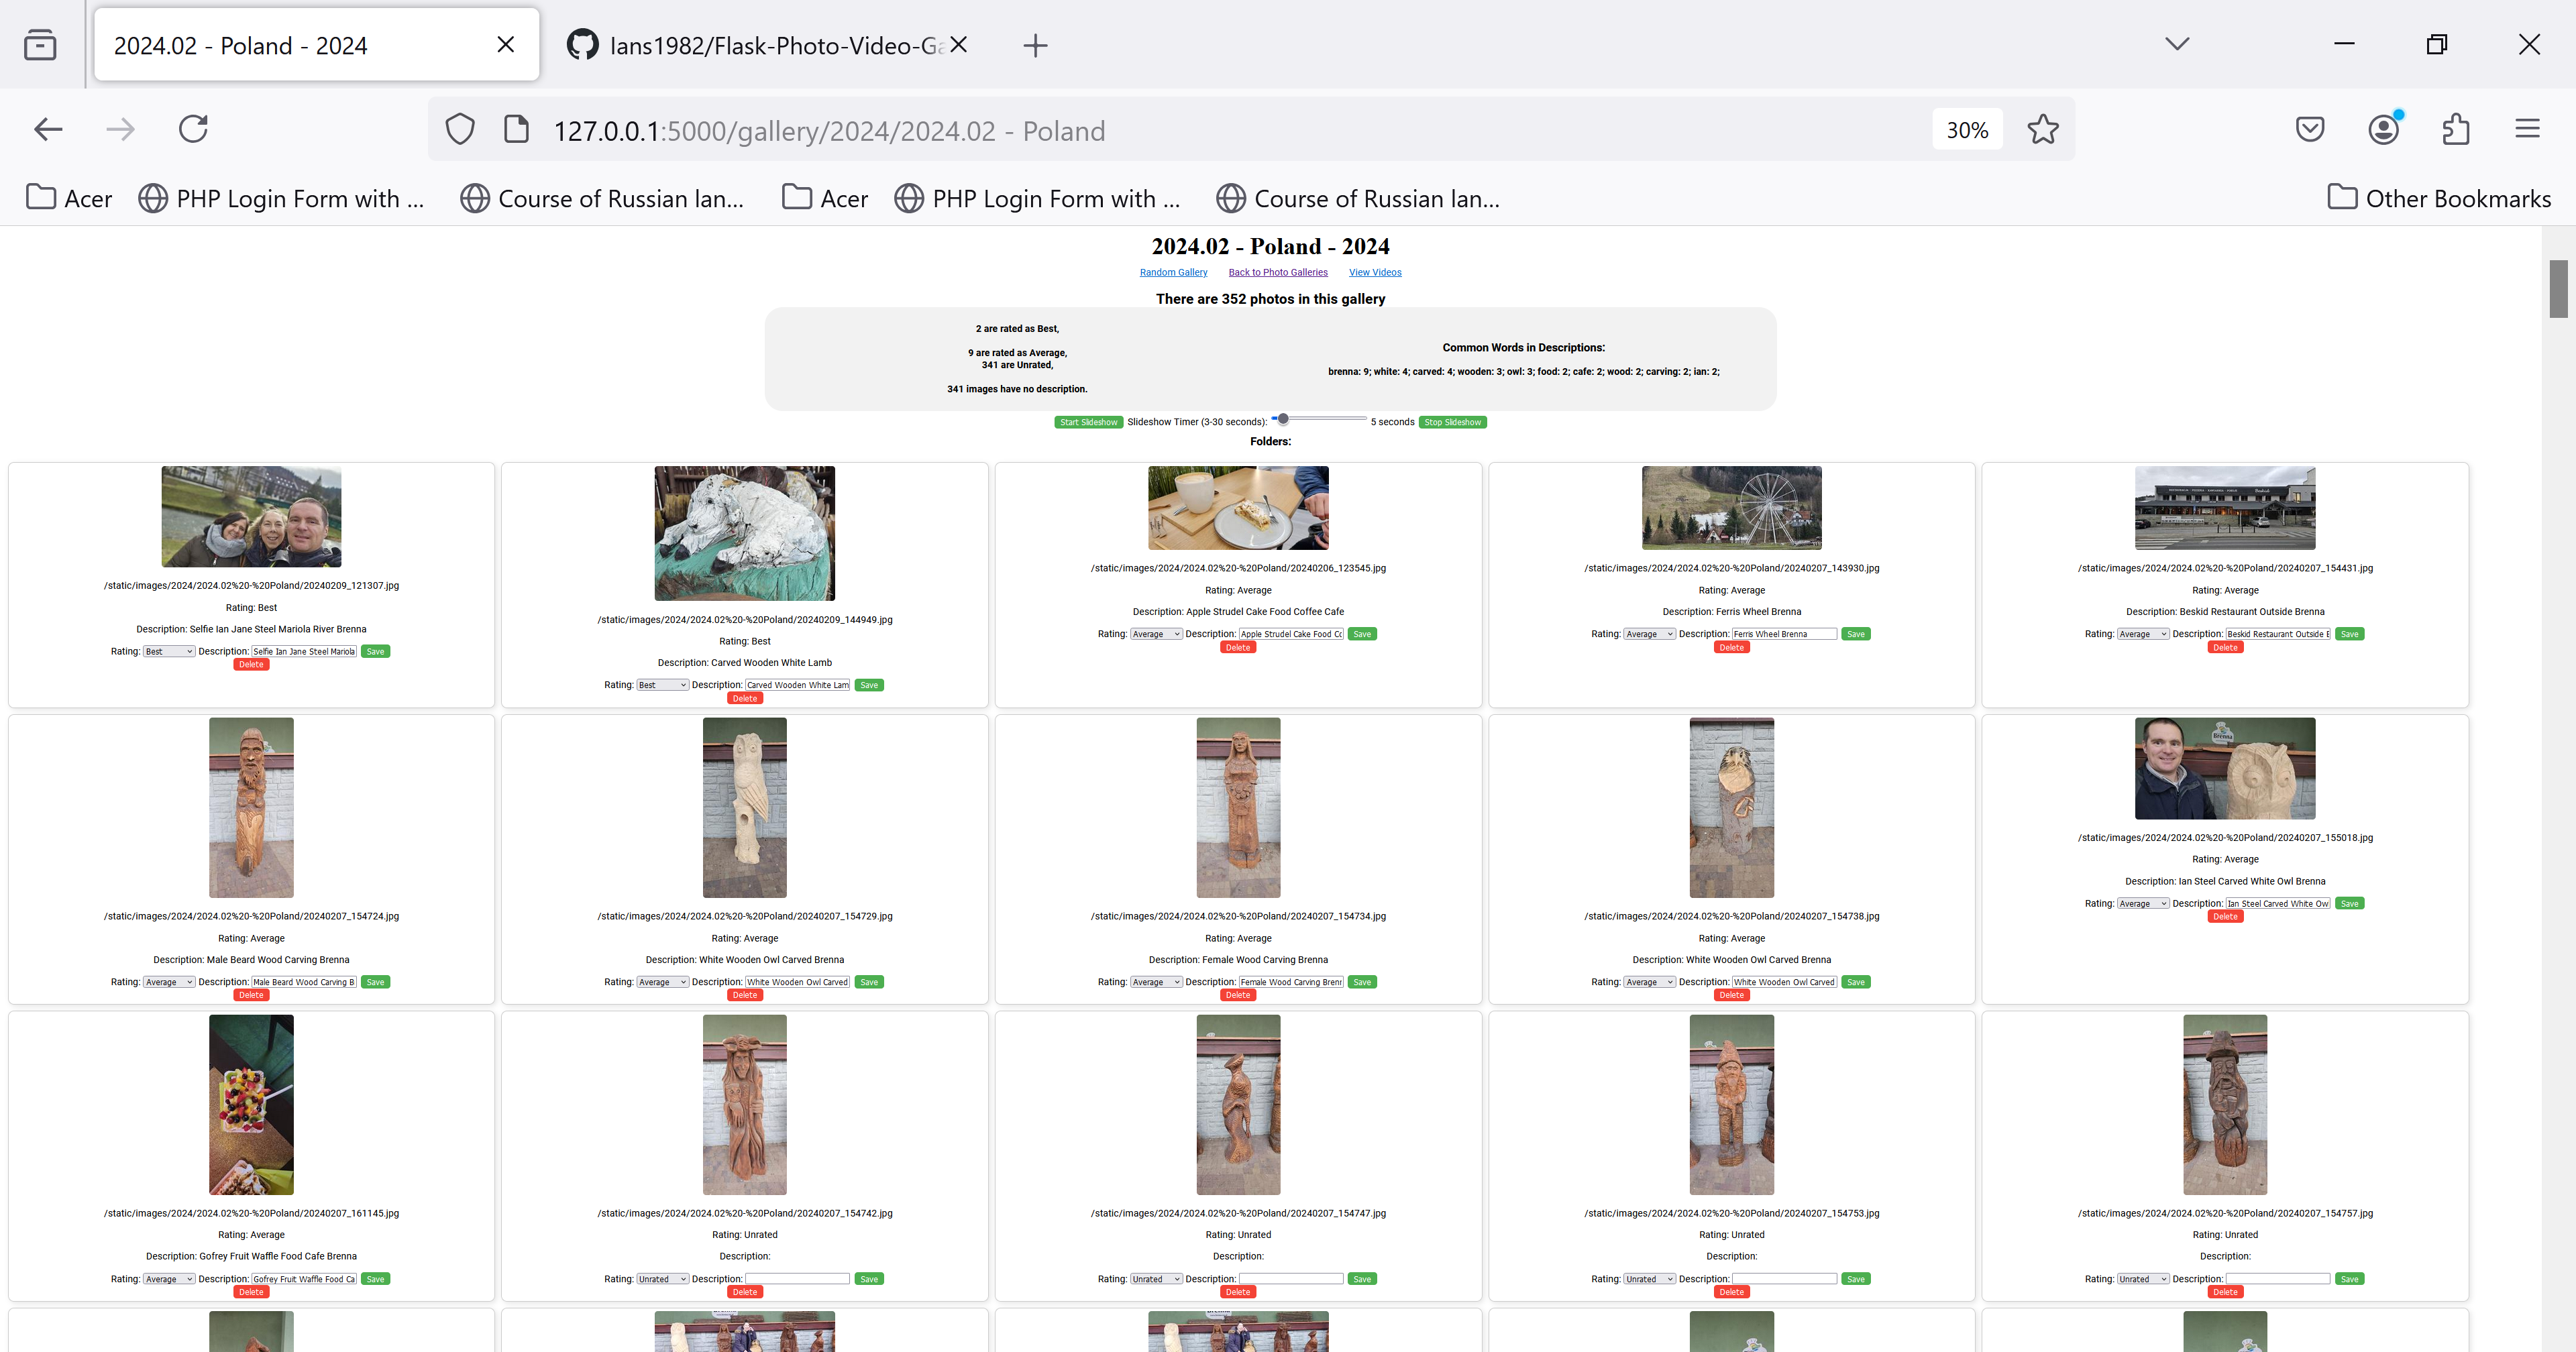 2024.02 - Poland - 2024
Ians1982/Flask-Photo-Video-Ga
127.0.0.1:5000/gallery/2024/2024.02 - Poland
30%
Acer
PHP Login Form with ...
Course of Russian lan...
Acer
PHP Login Form with ...
Course of Russian lan...
Other Bookmarks
2024.02 - Poland - 2024
Random Gallery
Back to Photo Galleries
View Videos
There are 352 photos in this gallery
2 are rated as Best,
9 are rated as Average,
341 are Unrated,
341 images have no description.
Common Words in Descriptions:
brenna: 9; white: 4; carved: 4; wooden: 3; owl: 3; food: 2; cafe: 2; wood: 2; carving: 2; ian: 2;
Start Slideshow Slideshow Timer (3-30 seconds): 5 seconds Stop Slideshow
Folders:
/static/images/2024/2024.02%20-%20Poland/20240209_121307.jpg
Rating: Best
Description: Selfie Ian Jane Steel Mariola River Brenna
Rating: Best Description: Selfie Ian Jane Steel Mariola Save
Delete
/static/images/2024/2024.02%20-%20Poland/20240209_144949.jpg
Rating: Best
Description: Carved Wooden White Lamb
Rating: Best Description: Carved Wooden White Lam Save
Delete
/static/images/2024/2024.02%20-%20Poland/20240206_123545.jpg
Rating: Average
Description: Apple Strudel Cake Food Coffee Cafe
Rating: Average Description: Apple Strudel Cake Food Co Save
Delete
/static/images/2024/2024.02%20-%20Poland/20240207_143930.jpg
Rating: Average
Description: Ferris Wheel Brenna
Rating: Average Description: Ferris Wheel Brenna Save
Delete
/static/images/2024/2024.02%20-%20Poland/20240207_154431.jpg
Rating: Average
Description: Beskid Restaurant Outside Brenna
Rating: Average Description: Beskid Restaurant Outside B Save
Delete
/static/images/2024/2024.02%20-%20Poland/20240207_154724.jpg
Rating: Average
Description: Male Beard Wood Carving Brenna
Rating: Average Description: Male Beard Wood Carving B Save
Delete
/static/images/2024/2024.02%20-%20Poland/20240207_154729.jpg
Rating: Average
Description: White Wooden Owl Carved Brenna
Rating: Average Description: White Wooden Owl Carved Save
Delete
/static/images/2024/2024.02%20-%20Poland/20240207_154734.jpg
Rating: Average
Description: Female Wood Carving Brenna
Rating: Average Description: Female Wood Carving Brenn Save
Delete
/static/images/2024/2024.02%20-%20Poland/20240207_154738.jpg
Rating: Average
Description: White Wooden Owl Carved Brenna
Rating: Average Description: White Wooden Owl Carved Save
Delete
Brenna
/static/images/2024/2024.02%20-%20Poland/20240207_155018.jpg
Rating: Average
Description: Ian Steel Carved White Owl Brenna
Rating: Average Description: Ian Steel Carved White Ow Save
Delete
/static/images/2024/2024.02%20-%20Poland/20240207_161145.jpg
Rating: Average
Description: Gofrey Fruit Waffle Food Cafe Brenna
Rating: Average Description: Gofrey Fruit Waffle Food Ca Save
Delete
/static/images/2024/2024.02%20-%20Poland/20240207_154742.jpg
Rating: Unrated
Description:
Rating: Unrated Description: Save
Delete
/static/images/2024/2024.02%20-%20Poland/20240207_154747.jpg
Rating: Unrated
Description:
Rating: Unrated Description: Save
Delete
/static/images/2024/2024.02%20-%20Poland/20240207_154753.jpg
Rating: Unrated
Description:
Rating: Unrated Description: Save
Delete
/static/images/2024/2024.02%20-%20Poland/20240207_154757.jpg
Rating: Unrated
Description:
Rating: Unrated Description: Save
Delete